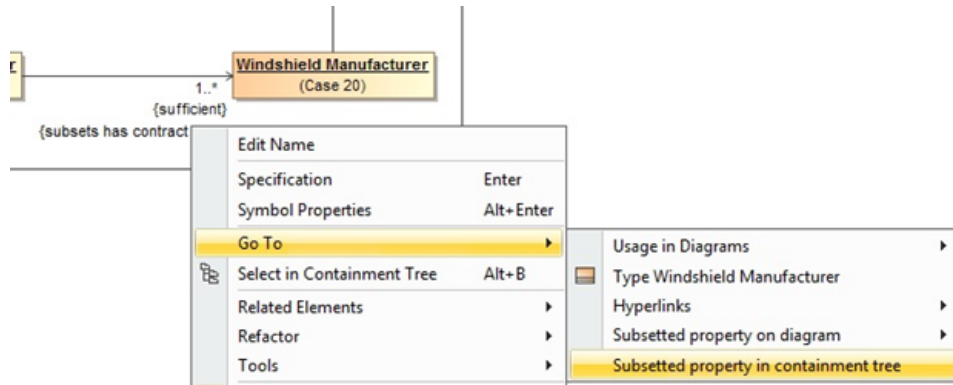 r
Windshield Manufacturer
(Case 20)
1..*
{sufficient}
{subsets has contract
Edit Name
Specification Enter
Symbol Properties Alt+Enter
Go To
Select in Containment Tree Alt+B
Related Elements
Refactor
Tools
Usage in Diagrams
Type Windshield Manufacturer
Hyperlinks
Subsetted property on diagram
Subsetted property in containment tree